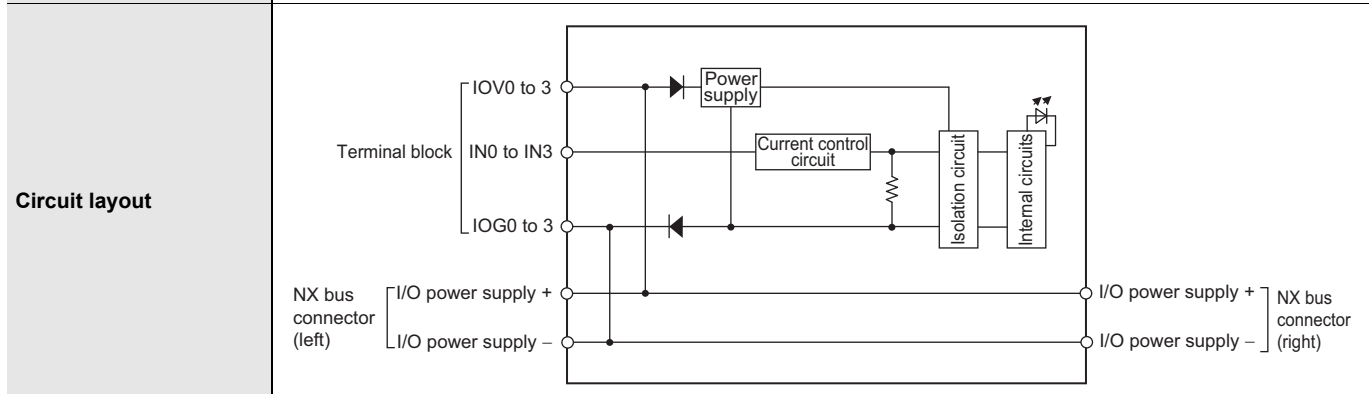 Circuit layout
Terminal block
IOV0 to 3
IN0 to IN3
IOG0 to 3
Power
supply
Current control
circuit
Isolation circuit
Internal circuits
NX bus
connector
(left)
I/O power supply +
I/O power supply −
I/O power supply +
I/O power supply −
NX bus
connector
(right)